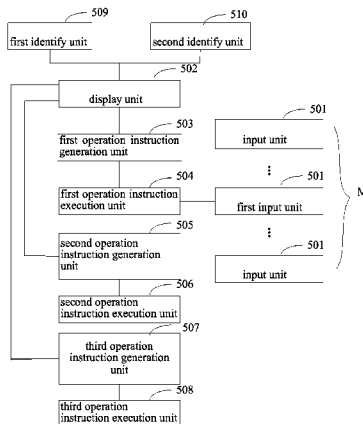 509
510
first identify unit
second identify unit
502
display unit
503
first operation instruction
generation unit
501
input unit
504
first operation instruction
execution unit
501
first input unit
M
505
second operation
instruction generation
unit
501
input unit
506
second operation
instruction execution unit
507
third operation
instruction generation
unit
508
third operation
instruction execution unit